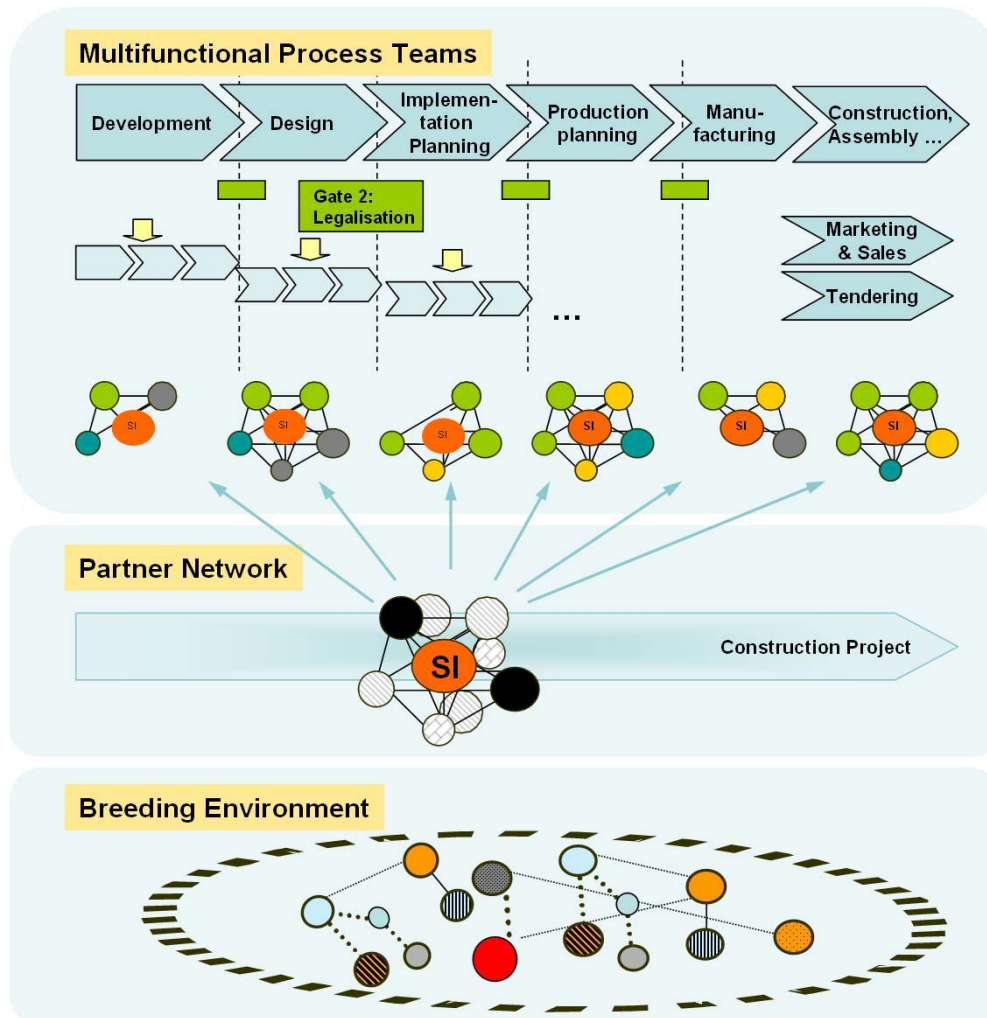 Multifunctional Process Teams
Development
Design
Implemen-
tation
Planning
Production
planning
Manu-
facturing
Construction,
Assembly ...
Gate 2:
Legalisation
Marketing
& Sales
Tendering
...
SI
SI
SI
SI
SI
SI
Partner Network
SI
Construction Project
Breeding Environment